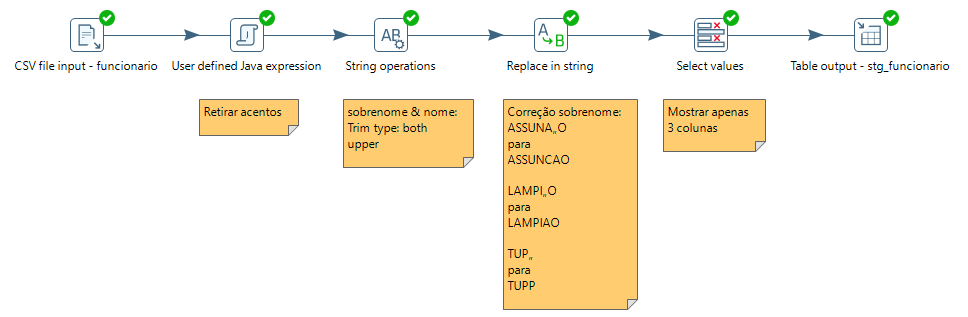 CSV file input - funcionario
User defined Java expression
String operations
Replace in string
Select values
Table output - stg_funcionario
Retirar acentos
sobrenome & nome:
Trim type: both
upper
Correção sobrenome:
ASSUNA„O
para
ASSUNCAO
LAMPI„O
para
LAMPIAO
TUP„
para
TUPP
Mostrar apenas
3 colunas